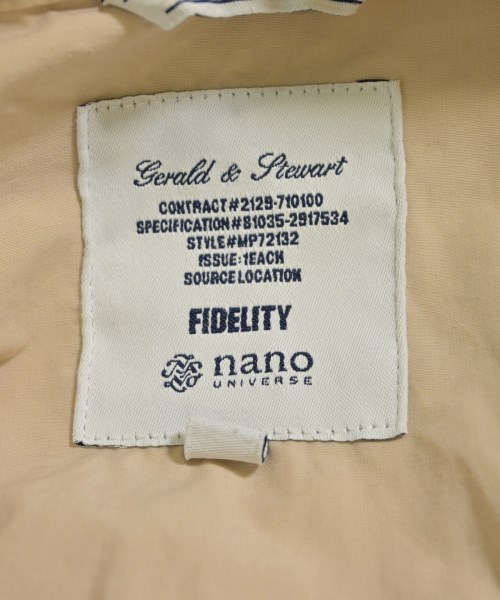 Gerald & Stewart
CONTRACT#2129-710100
SPECIFICATION#81035-2917534
STYLE#MP72132
ISSUE:1EACH
SOURCE LOCATION
FIDELITY
nano
UNIVERSE